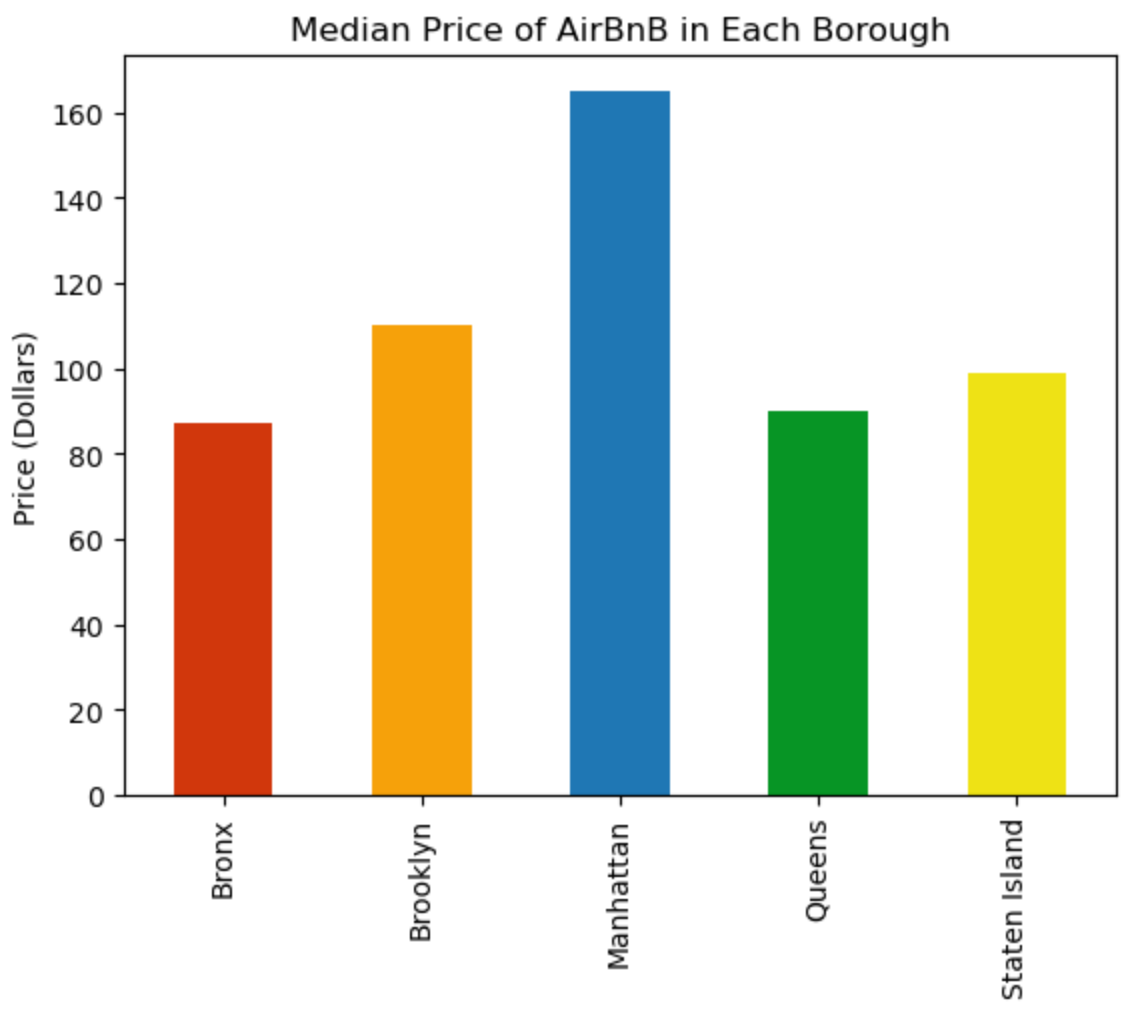 Median Price of AirBnB in Each Borough
Price (Dollars)
160
140
120
100
80
60
40
20
0
Bronx
Brooklyn
Manhattan
Queens
Staten Island